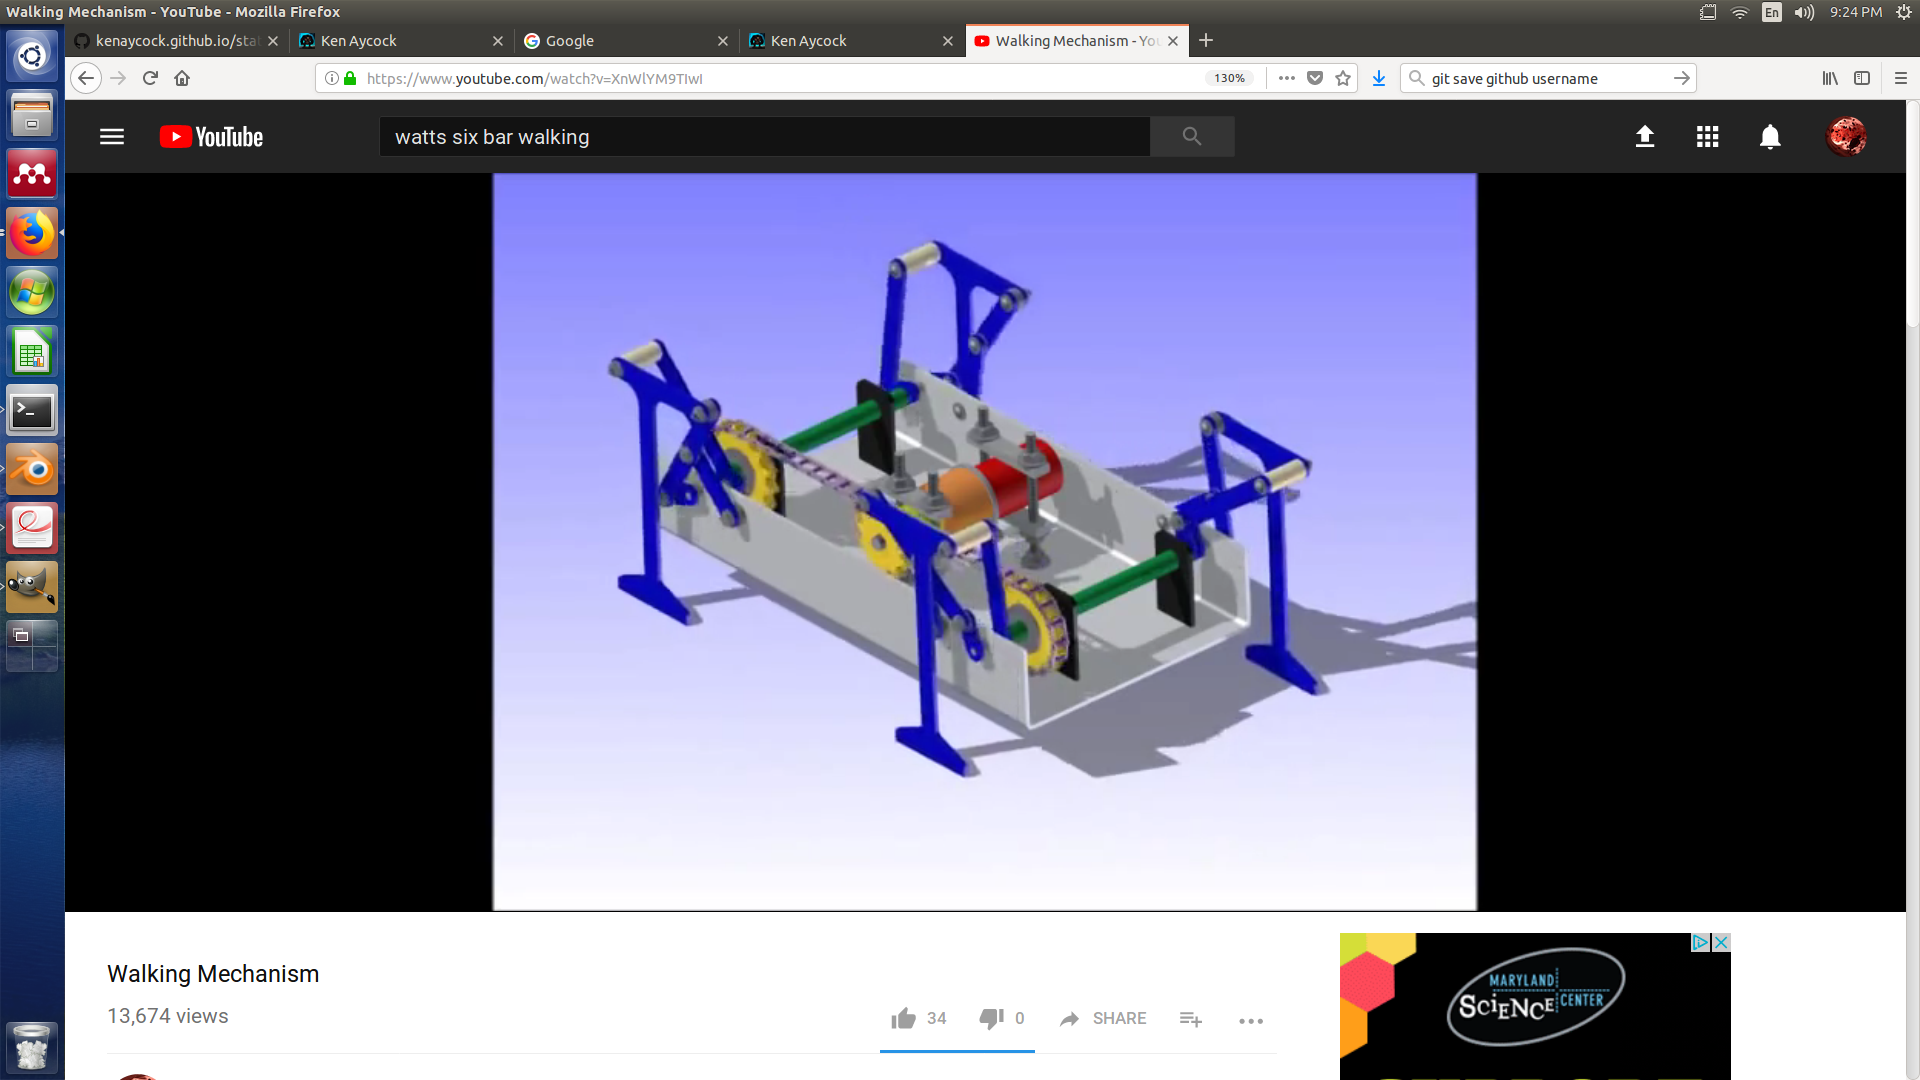 Walking Mechanism - YouTube - Mozilla Firefox
En
9:24 PM
kenaycock.github.io/sta
Ken Aycock
Google
Ken Aycock
Walking Mechanism - You
https://www.youtube.com/watch?v=XnWlYM9TIwI
130%
git save github username
YouTube
watts six bar walking
Walking Mechanism
13,674 views
34
0
SHARE
MARYLAND
SCIENCE CENTER